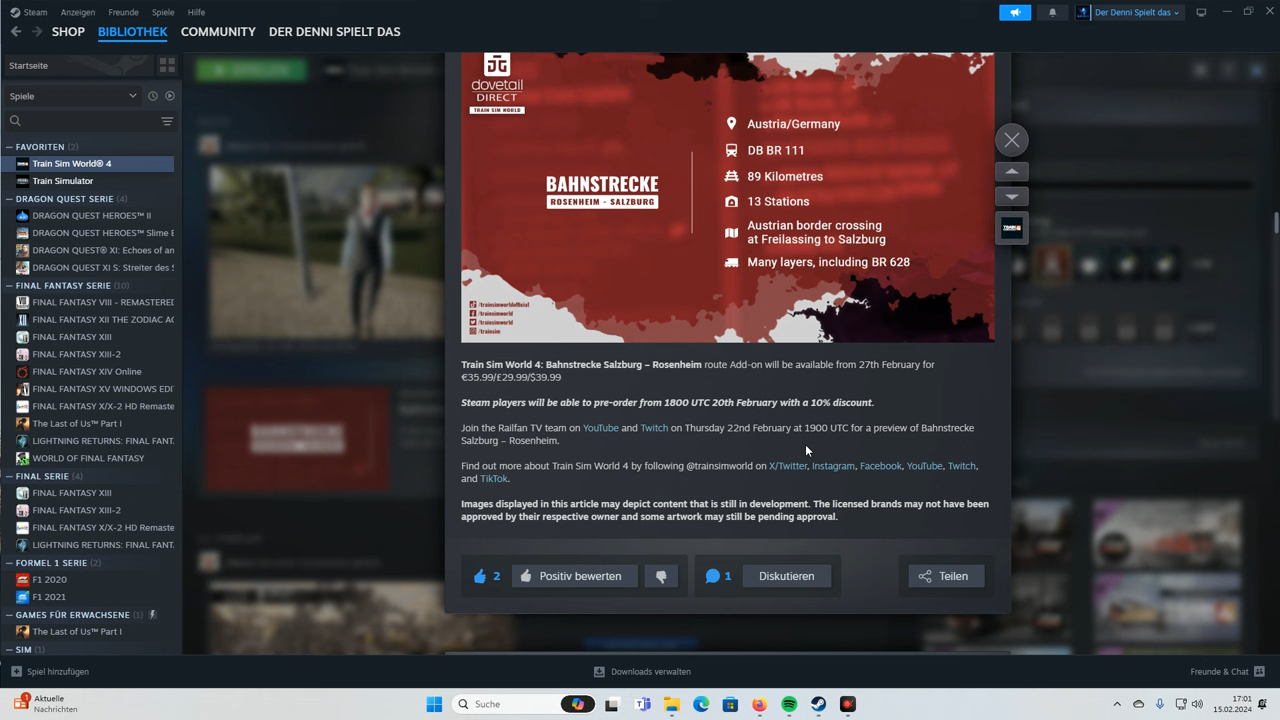 Steam Anzeigen Freunde Spiele Hilfe
Der Denni Spielt das
SHOP BIBLIOTHEK COMMUNITY DER DENNI SPIELT DAS
Startseite
Spiele
FAVORITEN (2)
Train Sim World® 4
Train Simulator
DRAGON QUEST SERIE (4)
DRAGON QUEST HEROES™ II
DRAGON QUEST HEROES™ Slime E
DRAGON QUEST® XI: Echoes of an
DRAGON QUEST XI S: Streiter des S
FINAL FANTASY SERIE (10)
FINAL FANTASY VIII - REMASTERED
FINAL FANTASY XII THE ZODIAC AG
FINAL FANTASY XIII
FINAL FANTASY XIII-2
FINAL FANTASY XIV Online
FINAL FANTASY XV WINDOWS EDI
FINAL FANTASY X/X-2 HD Remaste
The Last of Us™ Part I
LIGHTNING RETURNS: FINAL FANT
WORLD OF FINAL FANTASY
FINAL SERIE (4)
FINAL FANTASY XIII
FINAL FANTASY XIII-2
FINAL FANTASY X/X-2 HD Remaste
LIGHTNING RETURNS: FINAL FANT
FORMEL 1 SERIE (2)
F1 2020
F1 2021
GAMES FÜR ERWACHSENE (1)
The Last of Us™ Part I
SIM (1)
dovetail
DIRECT
TRAIN SIM WORLD
BAHNSTRECKE
ROSENHEIM - SALZBURG
Austria/Germany
DB BR 111
89 Kilometres
13 Stations
Austrian border crossing
at Freilassing to Salzburg
Many layers, including BR 628
/trainsimworldofficial
/trainsimworld
/trainsimworld
/trainsim
Train Sim World 4: Bahnstrecke Salzburg – Rosenheim route Add-on will be available from 27th February for
€35.99/£29.99/$39.99
Steam players will be able to pre-order from 1800 UTC 20th February with a 10% discount.
Join the Railfan TV team on YouTube and Twitch on Thursday 22nd February at 1900 UTC for a preview of Bahnstrecke
Salzburg – Rosenheim.
Find out more about Train Sim World 4 by following @trainsimworld on X/Twitter, Instagram, Facebook, YouTube, Twitch,
and TikTok.
Images displayed in this article may depict content that is still in development. The licensed brands may not have been
approved by their respective owner and some artwork may still be pending approval.
2 Positiv bewerten 1 Diskutieren Teilen
Spiel hinzufügen Downloads verwalten Freunde & Chat
Aktuell
Nachrichten
Suche
17:01
15.02.2024